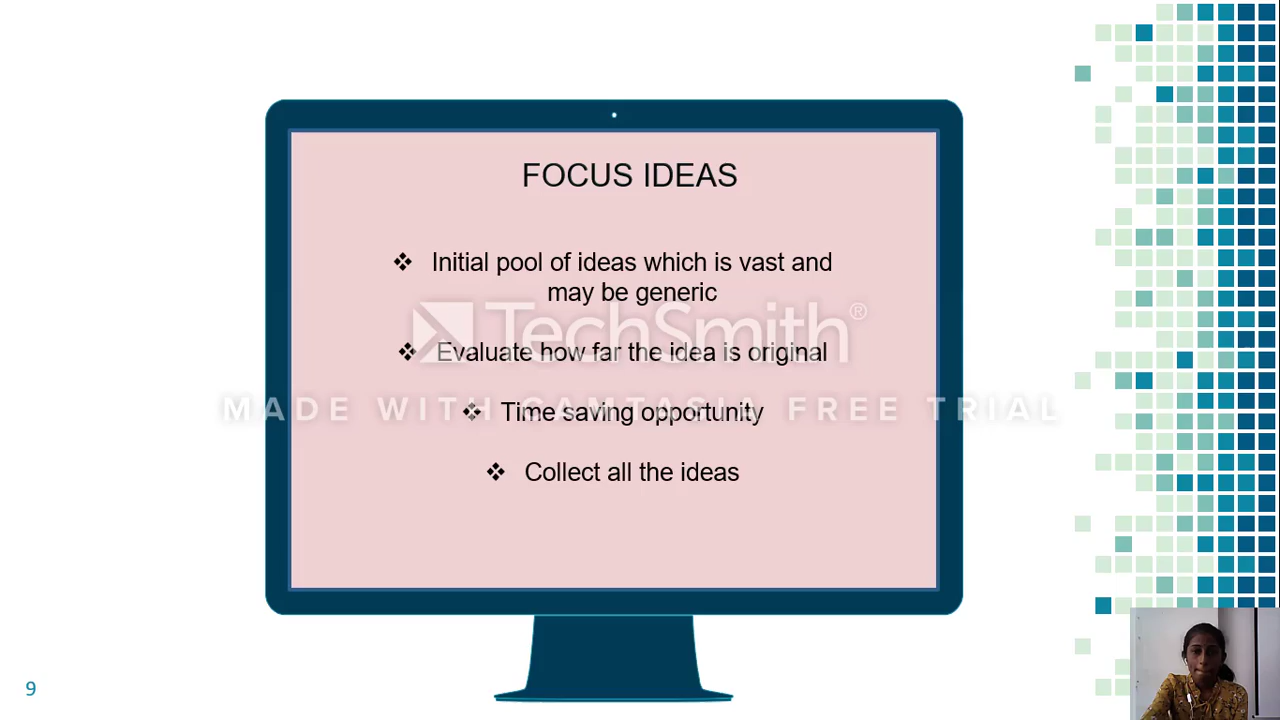 FOCUS IDEAS
❖ Initial pool of ideas which is vast and
may be generic
TechSmith®
❖ Evaluate how far the idea is original
MADE WITH CAMTASIA FREE TRIAL
❖ Time saving opportunity
❖ Collect all the ideas
9